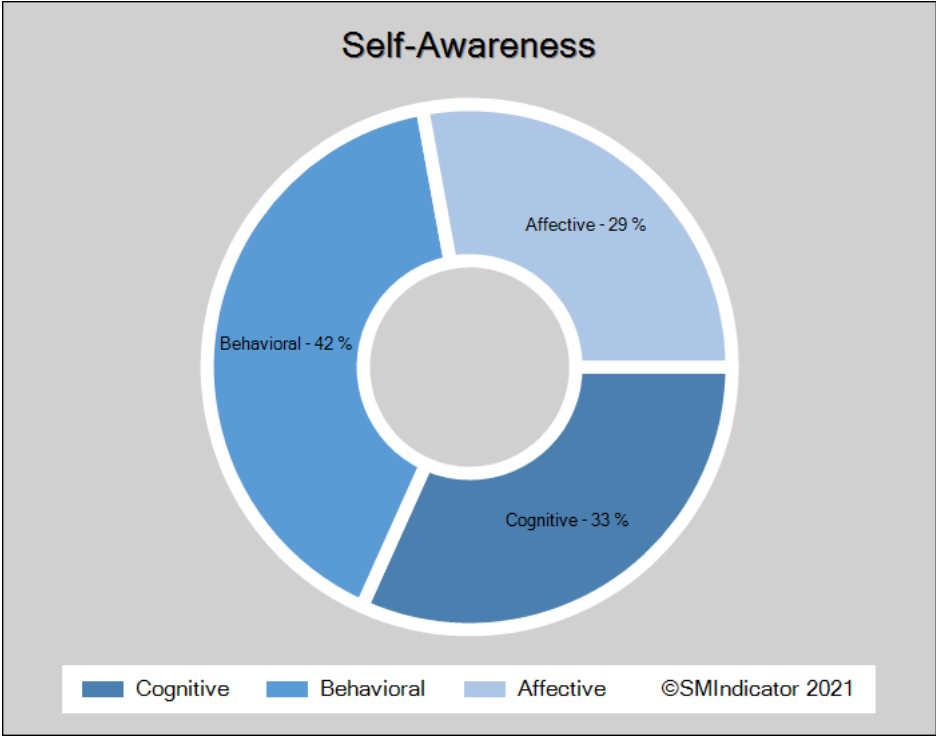 Self-Awareness
Affective - 29 %
Behavioral - 42 %
Cognitive - 33 %
Cognitive Behavioral Affective ©SMIndicator 2021